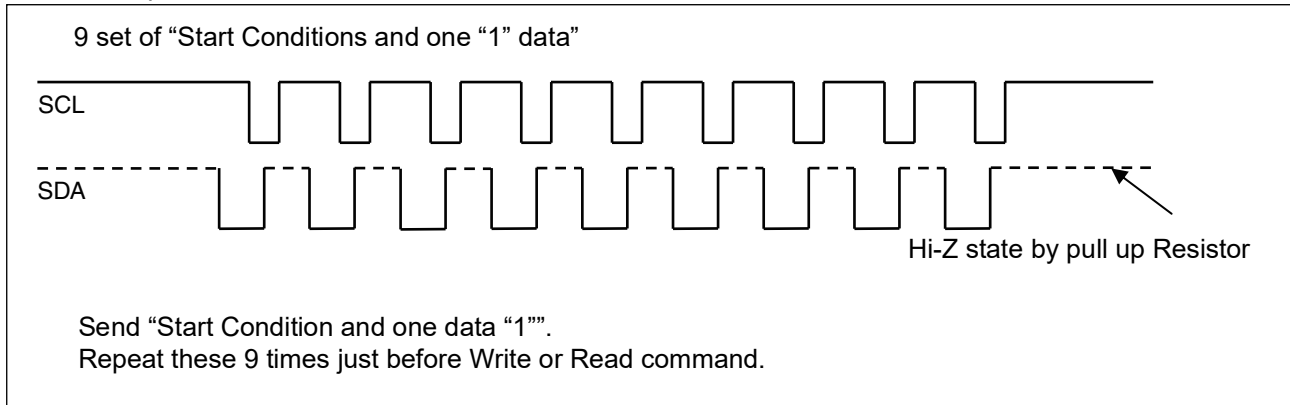 9 set of “Start Conditions and one “1” data”
SCL
SDA
Hi-Z state by pull up Resistor
Send “Start Condition and one data “1””.
Repeat these 9 times just before Write or Read command.